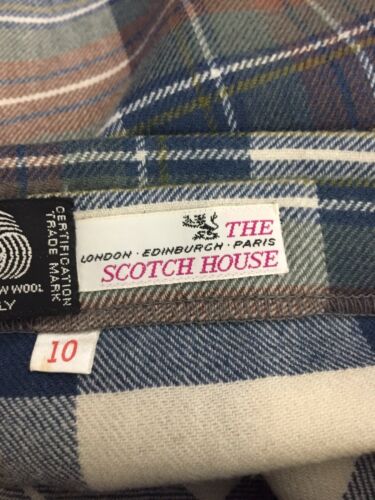 CERTIFICATION
TRADE MARK
W WOOL
LY
THE
LONDON · EDINBURGH · PARIS
SCOTCH HOUSE
10